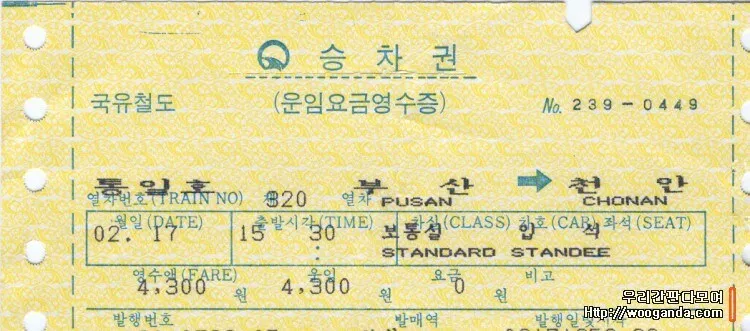 승 차 권
국유철도 (운임요금영수증) No. 239-0449
통일호 부 산 → 천 안
열차번호(TRAIN NO) 제 320 열차 PUSAN CHONAN
월일(DATE) 출발시간(TIME) 차실(CLASS) 차호(CAR) 좌석(SEAT)
02. 17 15 : 30 보통실 입 석
STANDARD STANDEE
영수액(FARE) 운임 요금 비고
4,300 원 4,300 원 0 원
발행번호 발매역
우리간판다모여
Http://www.wooganda.com